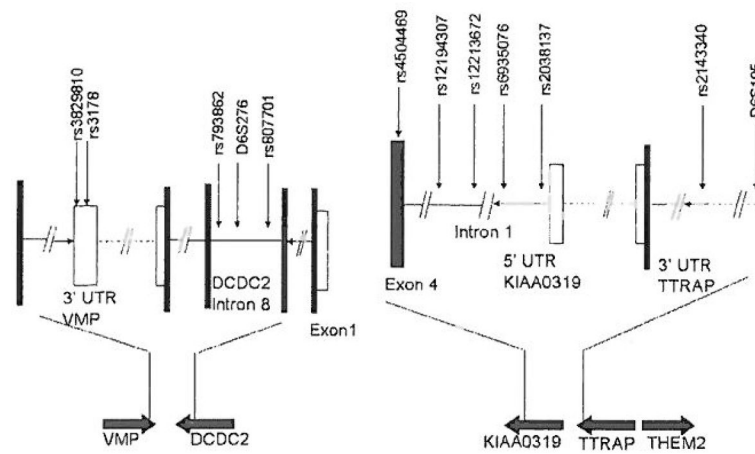 rs3829810
rs3178
rs793862
D6S276
rs807701
rs4504469
rs12194307
rs12213672
rs6935076
rs2038137
rs2143340
3' UTR
VMP
DCDC2
Intron 8
Exon1
Exon 4
Intron 1
5' UTR
KIAA0319
3' UTR
TTRAP
VMP
DCDC2
KIAA0319
TTRAP
THEM2